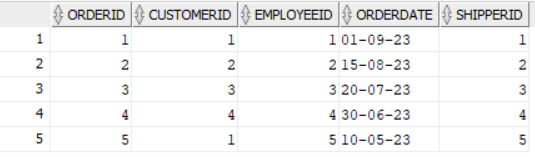 ORDERID CUSTOMERID EMPLOYEEID ORDERDATE SHIPPERID
1 1 1 1 01-09-23 1
2 2 2 2 15-08-23 2
3 3 3 3 20-07-23 3
4 4 4 4 30-06-23 4
5 5 1 5 10-05-23 5